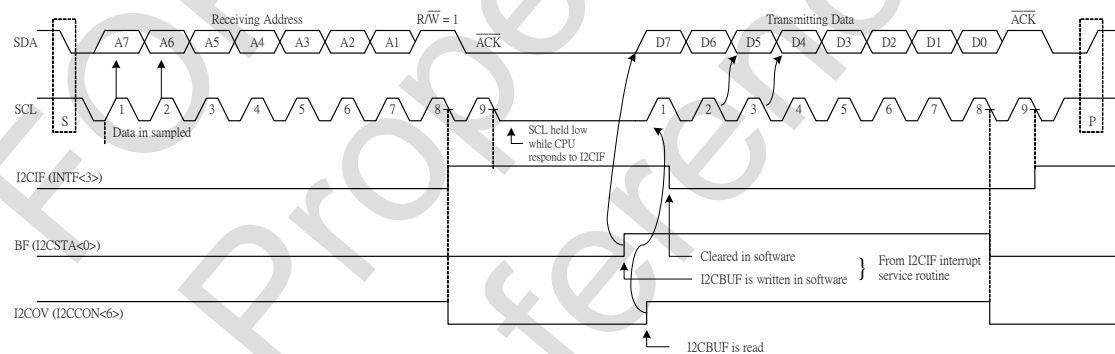 Receiving Address
R/W = 1
Transmitting Data
ACK
SDA
A7 A6 A5 A4 A3 A2 A1
ACK
D7 D6 D5 D4 D3 D2 D1 D0
SCL
S
1 2 3 4 5 6 7 8 9
1 2 3 4 5 6 7 8 9
P
Data in sampled
SCL held low
while CPU
responds to I2CIF
I2CIF (INTF<3>)
BF (I2CSTA<0>)
Cleared in software
I2CBUF is written in software
From I2CIF interrupt
service routine
I2COV (I2CCON<6>)
I2CBUF is read